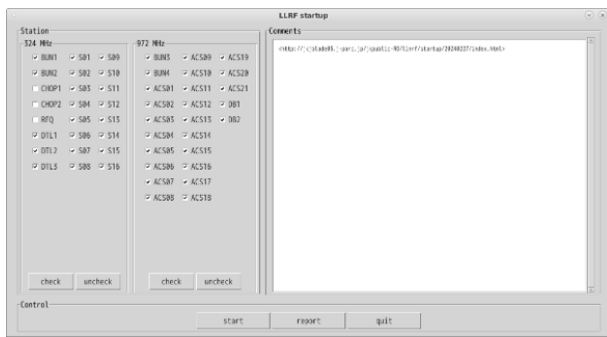 LLRF startup
Station
324 MHz
BUN1 S01 S09
BUN2 S02 S10
CHOP1 S03 S11
CHOP2 S04 S12
RFQ S05 S13
DTL1 S06 S14
DTL2 S07 S15
DTL3 S08 S16
check uncheck
972 MHz
BUN3 ACS09 ACS19
BUN4 ACS10 ACS20
ACS01 ACS11 ACS21
ACS02 ACS12 DB1
ACS03 ACS13 DB2
ACS04 ACS14
ACS05 ACS15
ACS06 ACS16
ACS07 ACS17
ACS08 ACS18
check uncheck
Comments
Control
start report quit